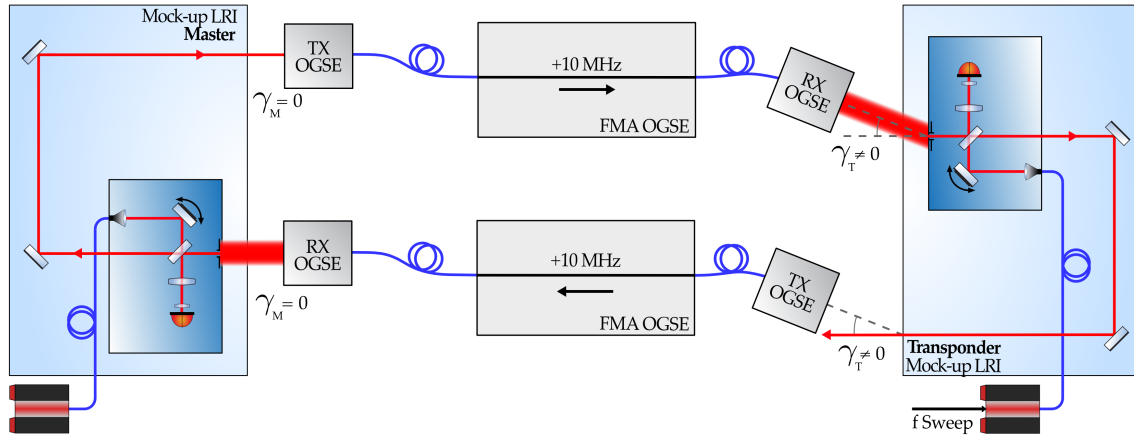 Mock-up LRI
Master
TX
OGSE
γM = 0
+10 MHz
FMA OGSE
RX
OGSE
γT ≠ 0
RX
OGSE
γM = 0
+10 MHz
FMA OGSE
TX
OGSE
γT ≠ 0
Transponder
Mock-up LRI
f Sweep